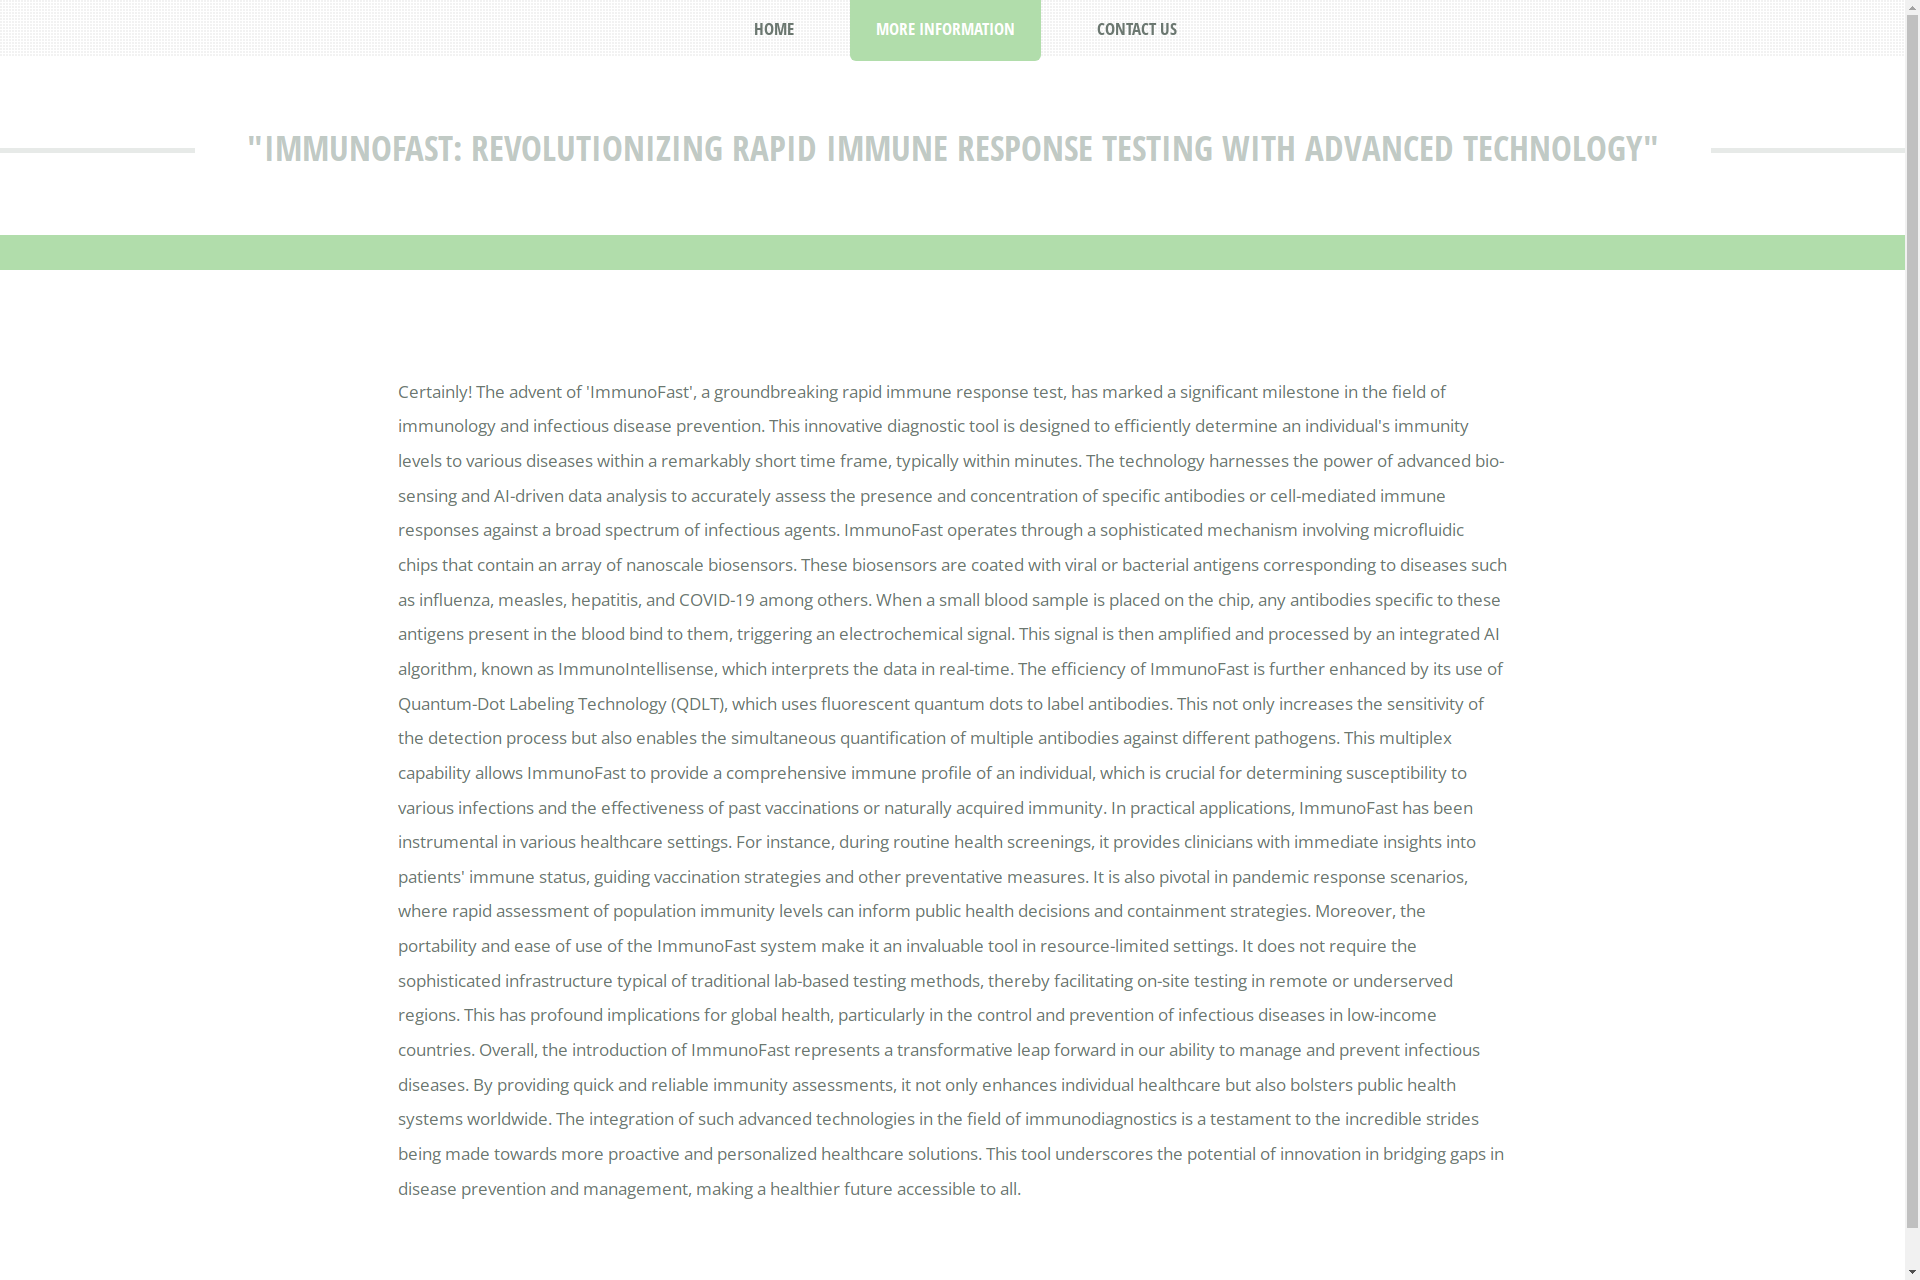 HOME
MORE INFORMATION
CONTACT US
"IMMUNOFAST: REVOLUTIONIZING RAPID IMMUNE RESPONSE TESTING WITH ADVANCED TECHNOLOGY"
Certainly! The advent of 'ImmunoFast', a groundbreaking rapid immune response test, has marked a significant milestone in the field of
immunology and infectious disease prevention. This innovative diagnostic tool is designed to efficiently determine an individual's immunity
levels to various diseases within a remarkably short time frame, typically within minutes. The technology harnesses the power of advanced bio-
sensing and AI-driven data analysis to accurately assess the presence and concentration of specific antibodies or cell-mediated immune
responses against a broad spectrum of infectious agents. ImmunoFast operates through a sophisticated mechanism involving microfluidic
chips that contain an array of nanoscale biosensors. These biosensors are coated with viral or bacterial antigens corresponding to diseases such
as influenza, measles, hepatitis, and COVID-19 among others. When a small blood sample is placed on the chip, any antibodies specific to these
antigens present in the blood bind to them, triggering an electrochemical signal. This signal is then amplified and processed by an integrated AI
algorithm, known as ImmunoIntellisense, which interprets the data in real-time. The efficiency of ImmunoFast is further enhanced by its use of
Quantum-Dot Labeling Technology (QDLT), which uses fluorescent quantum dots to label antibodies. This not only increases the sensitivity of
the detection process but also enables the simultaneous quantification of multiple antibodies against different pathogens. This multiplex
capability allows ImmunoFast to provide a comprehensive immune profile of an individual, which is crucial for determining susceptibility to
various infections and the effectiveness of past vaccinations or naturally acquired immunity. In practical applications, ImmunoFast has been
instrumental in various healthcare settings. For instance, during routine health screenings, it provides clinicians with immediate insights into
patients' immune status, guiding vaccination strategies and other preventative measures. It is also pivotal in pandemic response scenarios,
where rapid assessment of population immunity levels can inform public health decisions and containment strategies. Moreover, the
portability and ease of use of the ImmunoFast system make it an invaluable tool in resource-limited settings. It does not require the
sophisticated infrastructure typical of traditional lab-based testing methods, thereby facilitating on-site testing in remote or underserved
regions. This has profound implications for global health, particularly in the control and prevention of infectious diseases in low-income
countries. Overall, the introduction of ImmunoFast represents a transformative leap forward in our ability to manage and prevent infectious
diseases. By providing quick and reliable immunity assessments, it not only enhances individual healthcare but also bolsters public health
systems worldwide. The integration of such advanced technologies in the field of immunodiagnostics is a testament to the incredible strides
being made towards more proactive and personalized healthcare solutions. This tool underscores the potential of innovation in bridging gaps in
disease prevention and management, making a healthier future accessible to all.